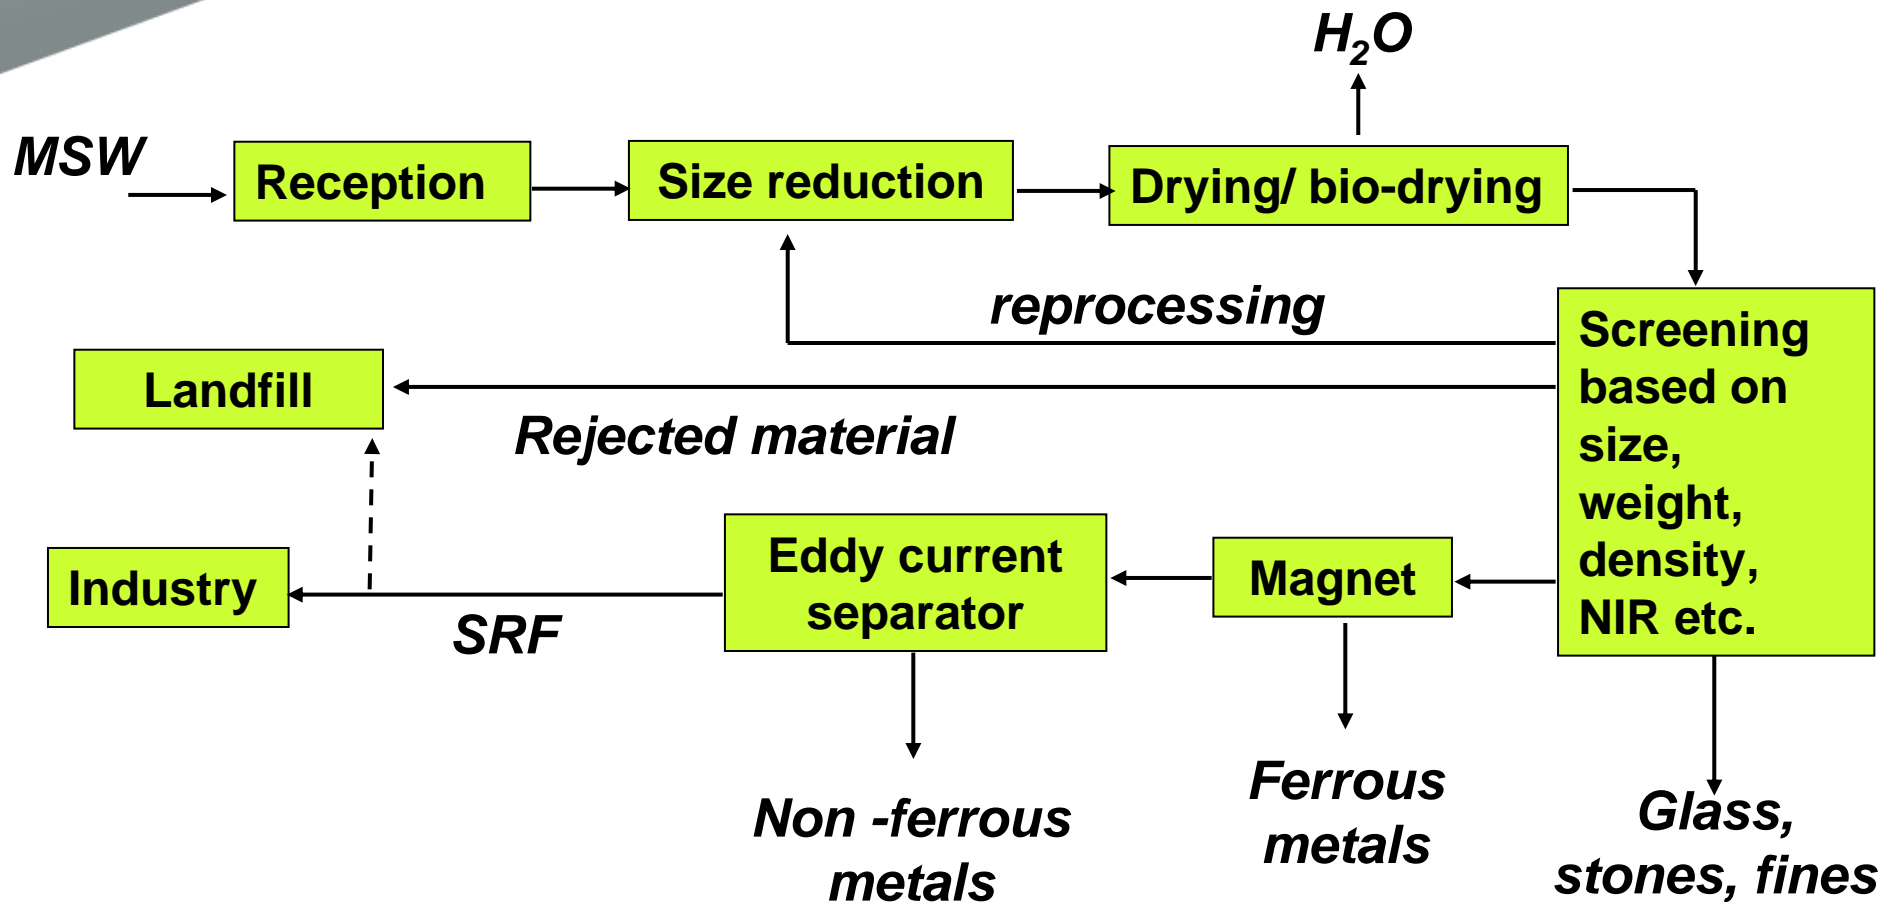 H₂O
MSW
Reception
Size reduction
Drying/ bio-drying
reprocessing
Screening
based on
size,
weight,
density,
NIR etc.
Landfill
Rejected material
Eddy current
separator
Magnet
Industry
SRF
Non -ferrous
metals
Ferrous
metals
Glass,
stones, fines